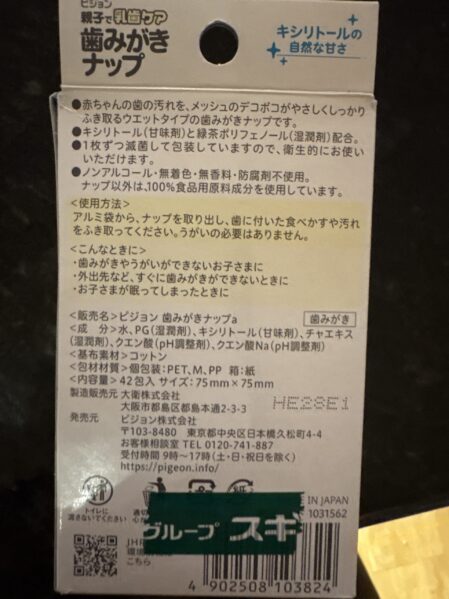 ピジョン
親子で乳歯ケア
歯みがき
ナップ
キシリトールの
自然な甘さ
●赤ちゃんの歯の汚れを、メッシュのデコボコがやさしくしっかり
ふき取るウエットタイプの歯みがきナップです。
●キシリトール(甘味剤)と緑茶ポリフェノール(湿潤剤)配合。
●1枚ずつ滅菌して包装していますので、衛生的にお使い
いただけます。
●ノンアルコール・無着色・無香料・防腐剤不使用。
ナップ以外は、100%食品用原料成分を使用しています。
<使用方法>
アルミ袋から、ナップを取り出し、歯に付いた食べかすや汚れ
をふき取ってください。うがいの必要はありません。
<こんなときに>
・歯みがきやうがいができないお子さまに
・外出先など、すぐに歯みがきができないときに
・お子さまが眠ってしまったときに
<販売名>ピジョン 歯みがきナップa 歯みがき
<成 分>水、PG(湿潤剤)、キシリトール(甘味剤)、チャエキス
(湿潤剤)、クエン酸(pH調整剤)、クエン酸Na(pH調整剤)
<基布素材>コットン
<包材材質>個包装:PET、M、PP 箱:紙
<内容量>42包入 サイズ:75mm×75mm
製造販売元 大衛株式会社
大阪市都島区都島本通2-3-3
HE28E1
発売元 ピジョン株式会社
〒103-8480 東京都中央区日本橋久松町4-4
お客様相談室 TEL 0120-741-887
受付時間 9時〜17時(土・日・祝日を除く)
https://pigeon.info/
トイレに
流さないでください
IN JAPAN
1031562
グループ スギ
こちら
4 902508 103824